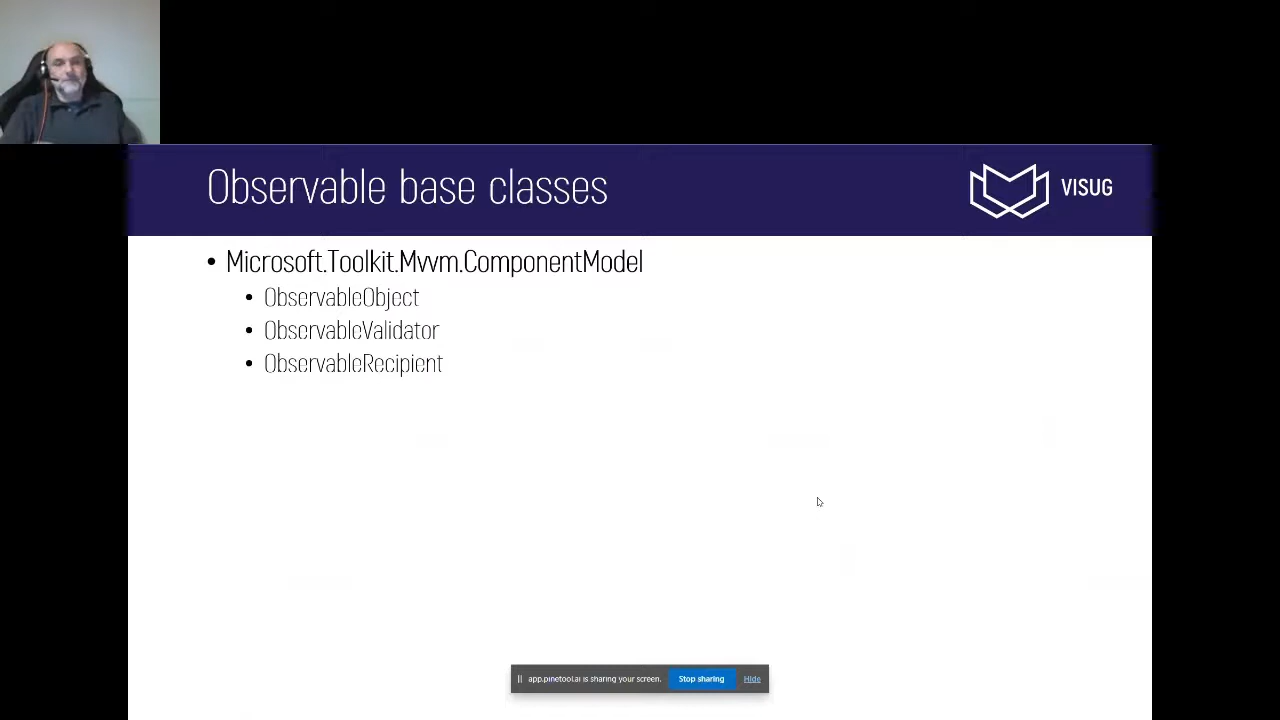 Observable base classes
VISUG
Microsoft.Toolkit.Mvvm.ComponentModel
ObservableObject
ObservableValidator
ObservableRecipient
app.pinetool.ai is sharing your screen.
Stop sharing
Hide